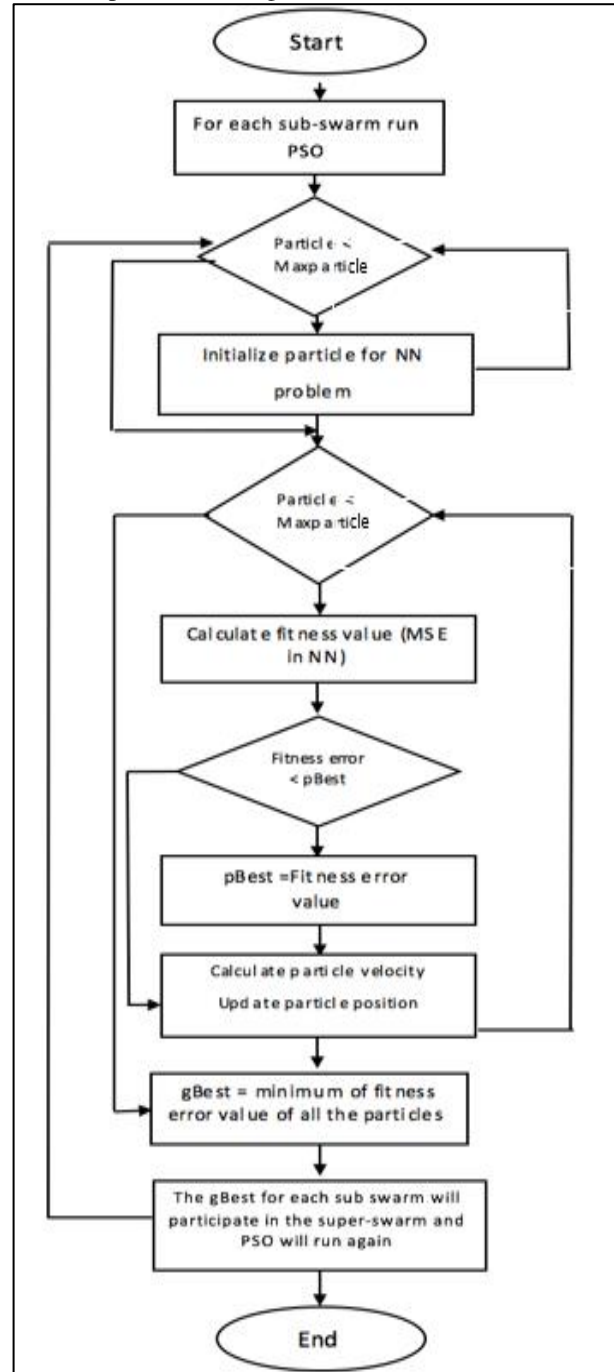 Start
For each sub-swarm run
PSO
Particle <
Maxparticle
Initialize particle for NN
problem
Particle <
Maxparticle
Calculate fitness value (MSE
in NN)
Fitness error
< pBest
pBest =Fitness error
value
Calculate particle velocity
Update particle position
gBest = minimum of fitness
error value of all the particles
The gBest for each sub swarm will
participate in the super-swarm and
PSO will run again
End